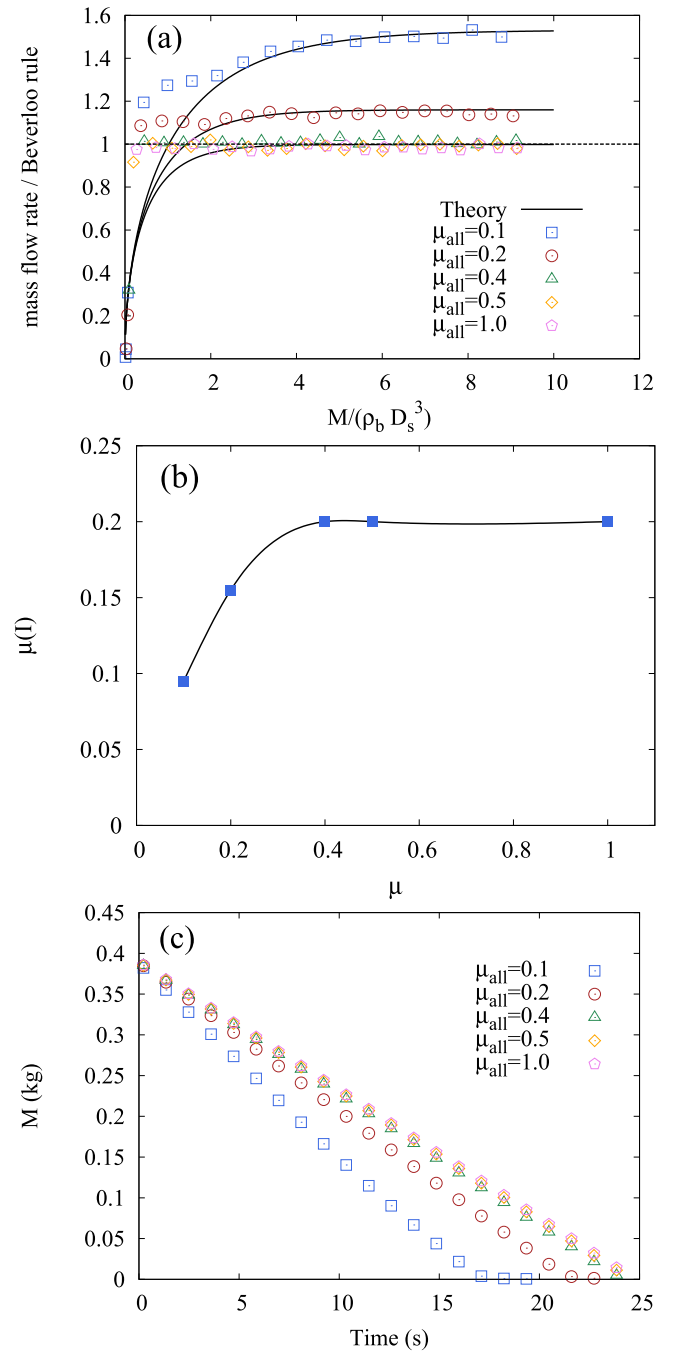 (a)
mass flow rate / Beverloo rule
1.6
1.4
1.2
1
0.8
0.6
0.4
0.2
0
Theory
μall=0.1
μall=0.2
μall=0.4
μall=0.5
μall=1.0
0 2 4 6 8 10 12
M/(ρb Ds3)
(b)
μ(I)
0.25
0.2
0.15
0.1
0.05
0
0 0.2 0.4 0.6 0.8 1
μ
(c)
M (kg)
0.45
0.4
0.35
0.3
0.25
0.2
0.15
0.1
0.05
0
μall=0.1
μall=0.2
μall=0.4
μall=0.5
μall=1.0
0 5 10 15 20 25
Time (s)